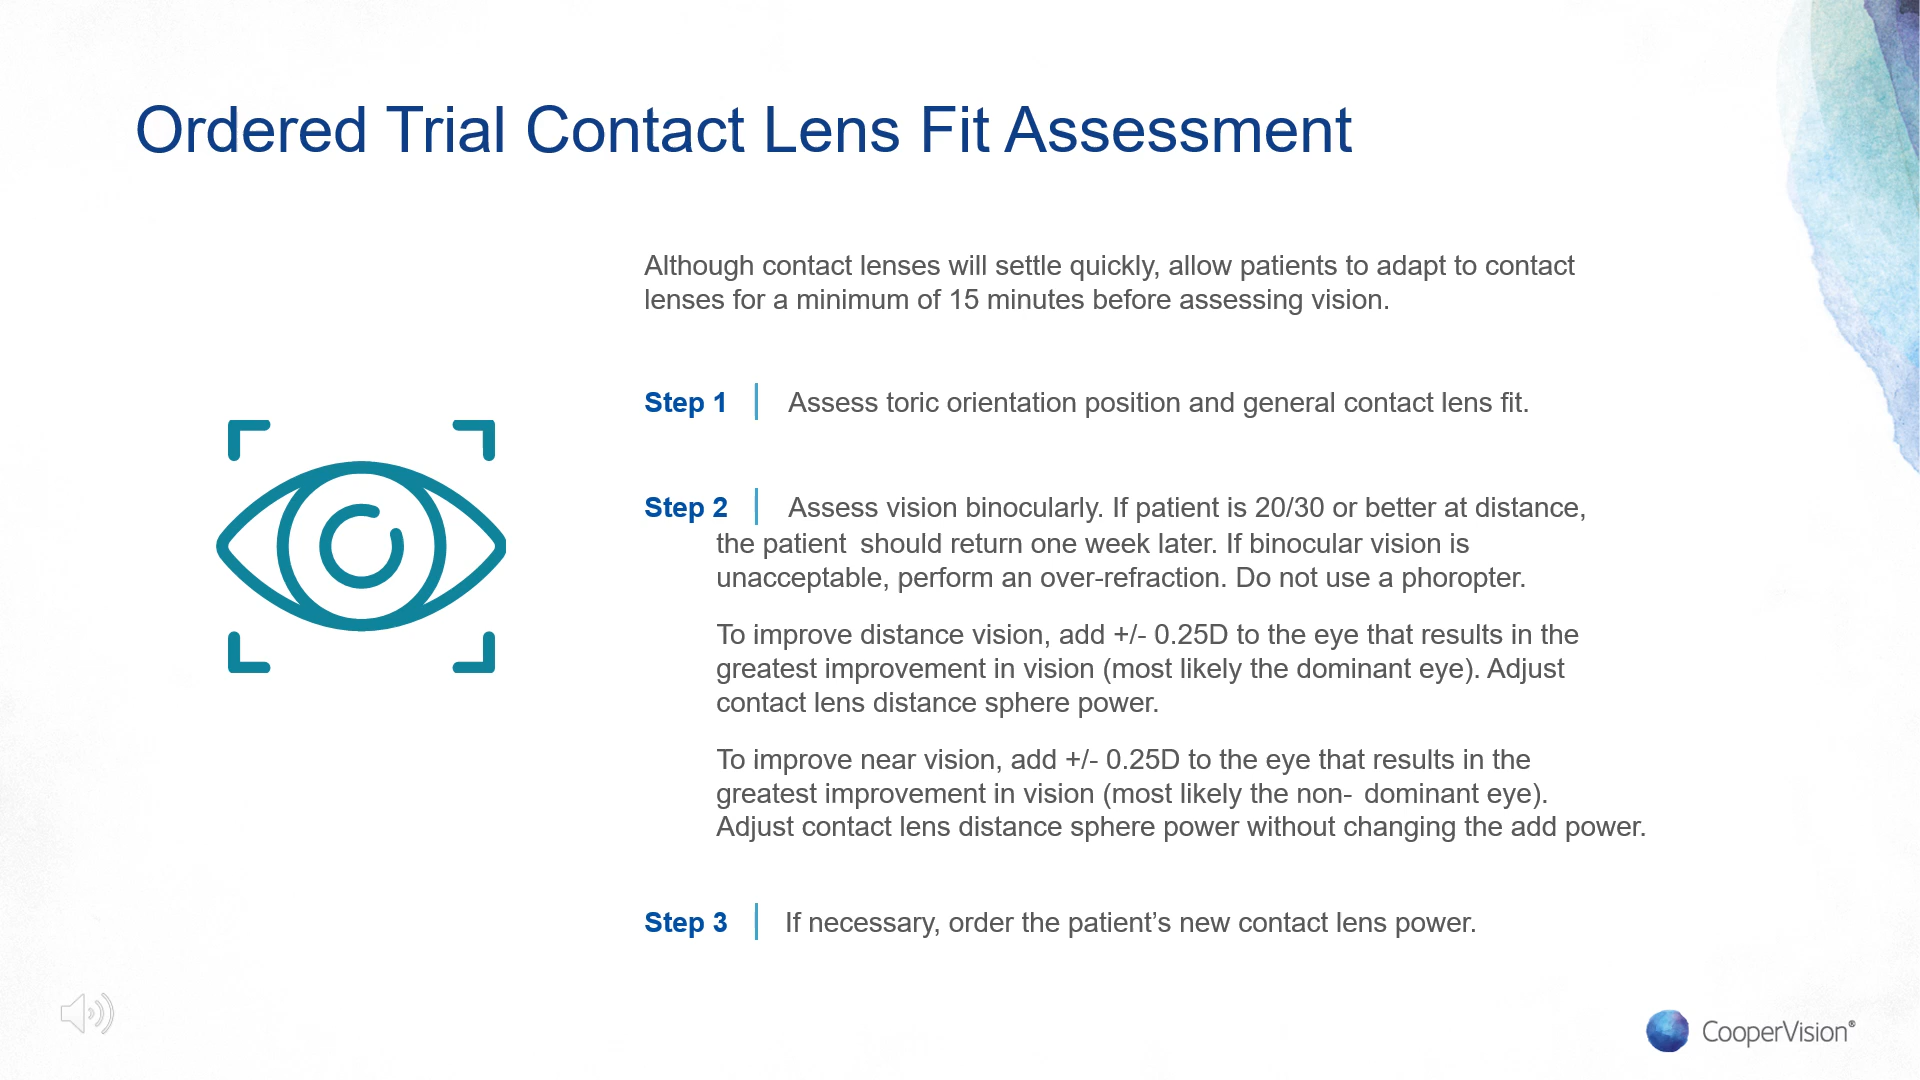 Ordered Trial Contact Lens Fit Assessment
Although contact lenses will settle quickly, allow patients to adapt to contact
lenses for a minimum of 15 minutes before assessing vision.
Step 1 Assess toric orientation position and general contact lens fit.
Step 2 Assess vision binocularly. If patient is 20/30 or better at distance,
the patient should return one week later. If binocular vision is
unacceptable, perform an over-refraction. Do not use a phoropter.
To improve distance vision, add +/- 0.25D to the eye that results in the
greatest improvement in vision (most likely the dominant eye). Adjust
contact lens distance sphere power.
To improve near vision, add +/- 0.25D to the eye that results in the
greatest improvement in vision (most likely the non- dominant eye).
Adjust contact lens distance sphere power without changing the add power.
Step 3 If necessary, order the patient’s new contact lens power.
CooperVision®